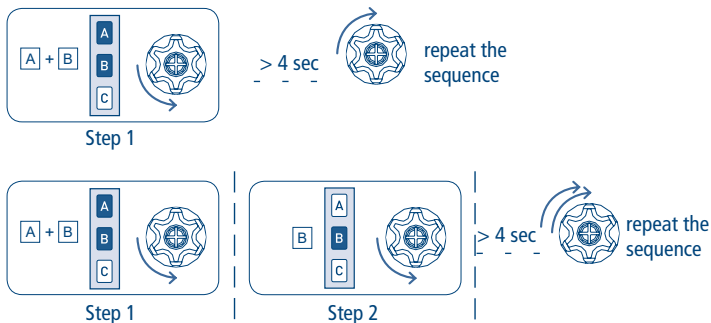 A + B
A
B
C
> 4 sec
repeat the
sequence
Step 1
A + B
A
B
C
B
A
B
C
> 4 sec
repeat the
sequence
Step 1
Step 2